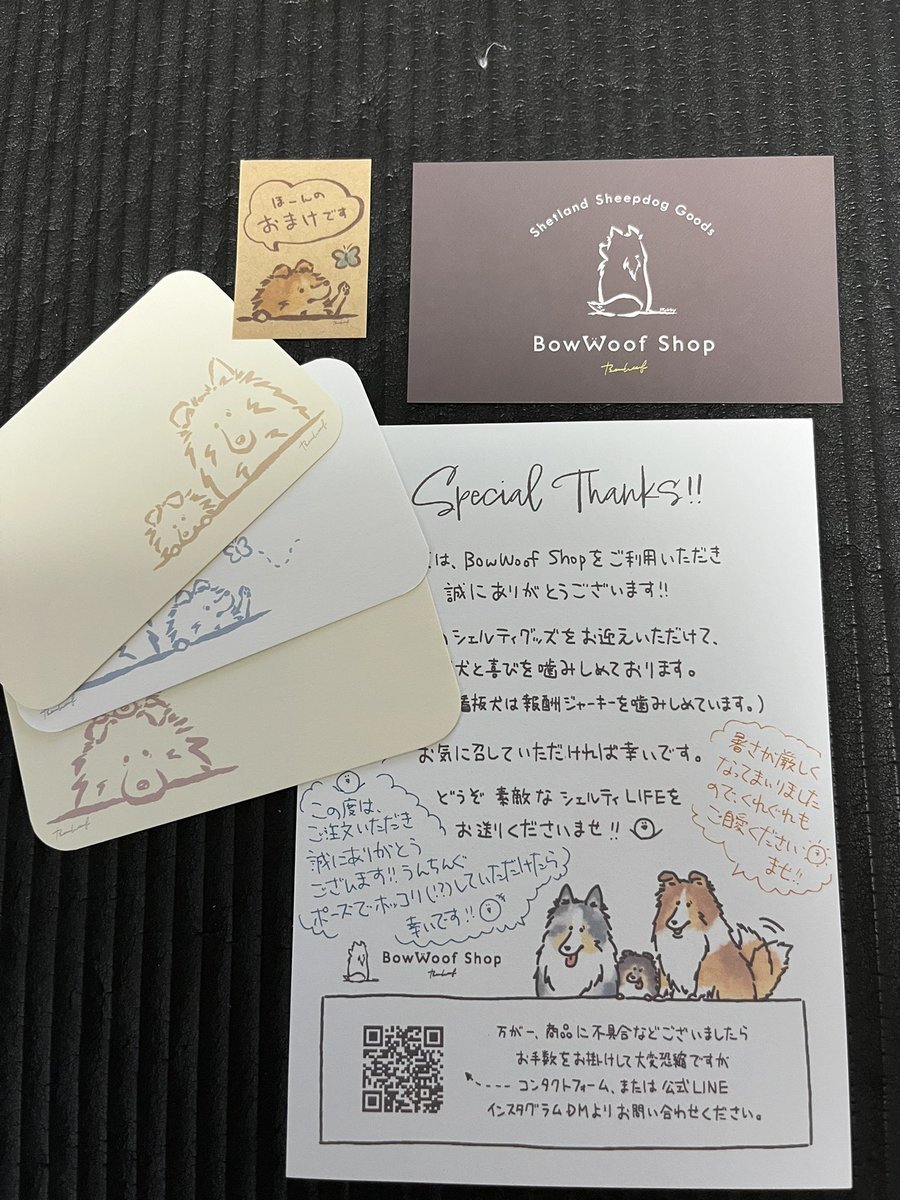 ほーんの
おまけです
Shetland Sheepdog Goods
BowWoof Shop
Special Thanks!!
は、BowWoof Shopをご利用いただき
誠にありがとうございます!!
シェルティグッズをお迎えいただけて、
犬と喜びを噛みしめております。
看板犬は報酬ジャーキーを噛みしめています。)
お気に召していただければ幸いです。
どうぞ 素敵な シェルティLIFEを
お送りくださいませ!!
暑さが厳しく
なってまいりました
ので、くれぐれも
ご自愛ください
ませ!!
この度は、
ご注文いただき
誠にありがとう
ございます!!うんちんぐ
ポーズでホッコリ(!?)していただけたら
幸いです!!
BowWoof Shop
万が一、商品に不具合などございましたら
お手数をお掛けして大変恐縮ですが
コンタクトフォーム、または公式LINE
インスタグラムDMよりお問い合わせください。